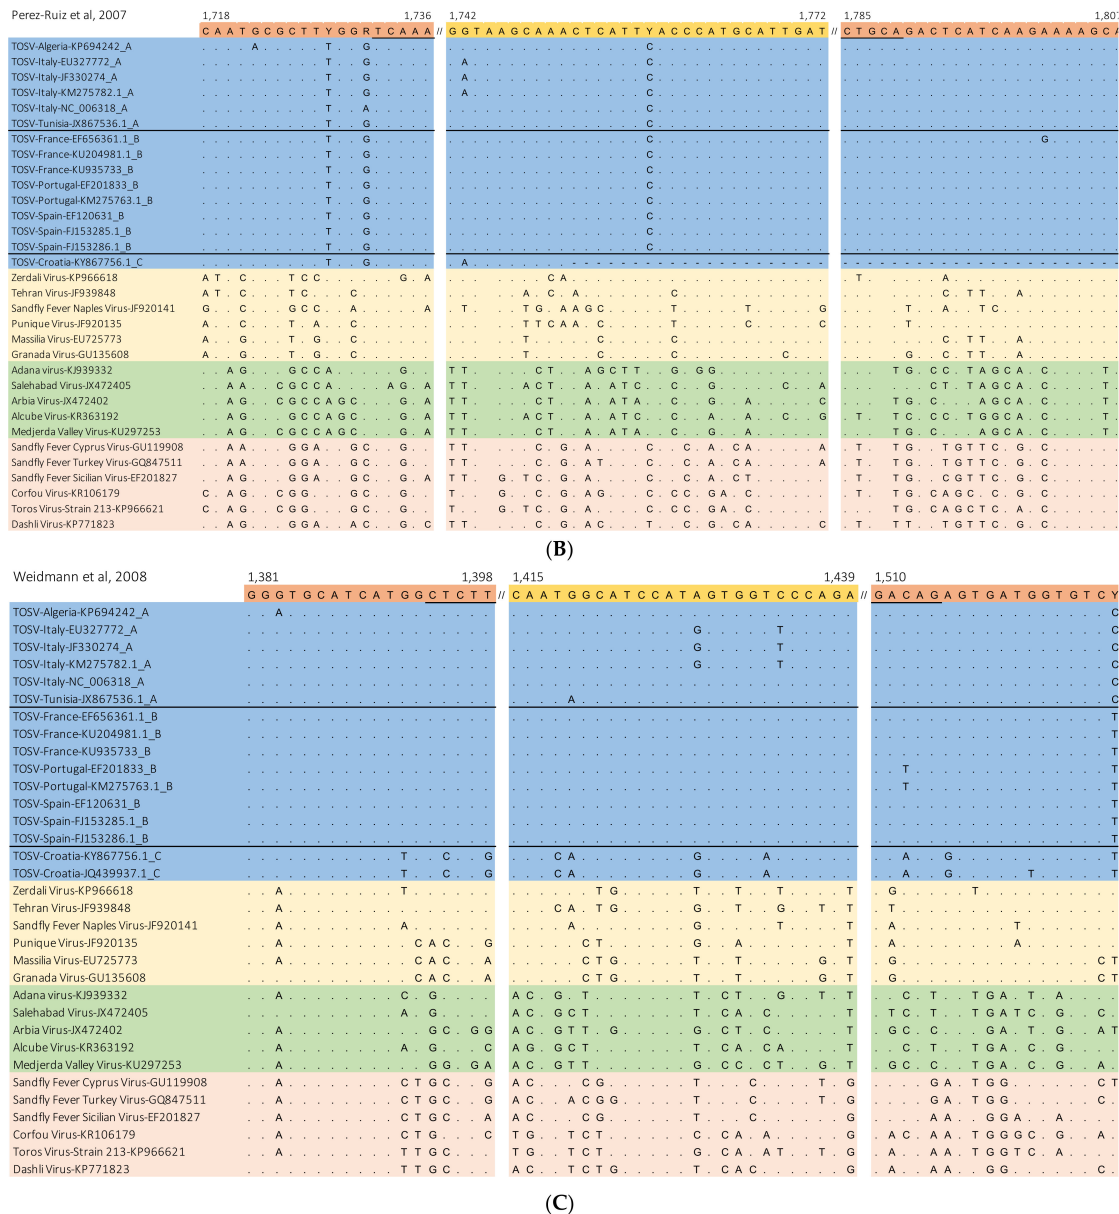 Perez-Ruiz et al, 2007 1,718 1,736 1,742 1,772 1,785 1,807
C A A T G C G C T T Y G G R T C A A A // G G T A A G C A A A C T C A T T Y A C C C A T G C A T T G A T // C T G C A G A C T C A T C A A G A A A A G C A
TOSV-Algeria-KP694242_A A T G C
TOSV-Italy-EU327772_A T G A C
TOSV-Italy-JF330274_A T G A C
TOSV-Italy-KM275782.1_A T G A C
TOSV-Italy-NC_006318_A T A C
TOSV-Tunisia-JX867536.1_A T G C
TOSV-France-EF656361.1_B T G C G
TOSV-France-KU204981.1_B T G C
TOSV-France-KU935733_B T G C
TOSV-Portugal-EF201833_B T G C
TOSV-Portugal-KM275763.1_B T G C
TOSV-Spain-EF120631_B T G C
TOSV-Spain-FJ153285.1_B T G C
TOSV-Spain-FJ153286.1_B T G C
TOSV-Croatia-KY867756.1_C T G A
Zerdali Virus-KP966618 A T C T C C G A C A T A
Tehran Virus-JF939848 A T C T C C A C A C C T T A
Sandfly Fever Naples Virus-JF920141 G C G C C A A T T G A A G C T T G T A T C
Punique Virus-JF920135 A C T A C T T C A A C T C C T
Massilia Virus-EU725773 A G T G C T C C C T T A
Granada Virus-GU135608 A G T G C T C C C G C T T A
Adana virus-KJ939332 A G G C C A G T T C T A G C T T G G G T G C C T A G C A C T
Salehabad Virus-JX472405 A A C G C C A A G A T T A C T A A T C C G C A C T T A G C A C T
Arbia Virus-JX472402 A G C G C C A G C G A T T C T A A T A C G A C T G C A G C A C T
Alcube Virus-KR363192 A G C G C C A G C G A T T A C T A A T C C A A C G T T C C C T G G C A C T
Medjerda Valley Virus-KU297253 A G C G C C A G C G A T T C T A A T A C G A T G C A G C A C T
Sandfly Fever Cyprus Virus-GU119908 A A G G A G C G T T C G A C C A C A A T T G T G T T C G C
Sandfly Fever Turkey Virus-GQ847511 A A G G A G C G T T C G A T C C A C A A T T G T G T T C G C
Sandfly Fever Sicilian Virus-EF201827 A G G G A G C G A T T G T C G A C C A C T T T G C G T T C G C
Corfou Virus-KR106179 C A G C G G G C G T G C G A G C C C G A C T T G C A G C C G C
Toros Virus-Strain 213-KP966621 C A G C G G G C G T G T C G A C C C G A C T G C A G C T C A C
Dashli Virus-KP771823 A G G G A A C G C T T C G A C T C G C A C T T T T G T T C G C
(B)
Weidmann et al, 2008 1,381 1,398 1,415 1,439 1,510
G G G T G C A T C A T G G C T C T T // C A A T G G C A T C C A T A G T G G T C C C A G A // G A C A G A G T G A T G G T G T C Y
TOSV-Algeria-KP694242_A A C
TOSV-Italy-EU327772_A G T C
TOSV-Italy-JF330274_A G T C
TOSV-Italy-KM275782.1_A G T C
TOSV-Italy-NC_006318_A C
TOSV-Tunisia-JX867536.1_A A C
TOSV-France-EF656361.1_B T
TOSV-France-KU204981.1_B T
TOSV-France-KU935733_B T
TOSV-Portugal-EF201833_B T T
TOSV-Portugal-KM275763.1_B T T
TOSV-Spain-EF120631_B T
TOSV-Spain-FJ153285.1_B T
TOSV-Spain-FJ153286.1_B T
TOSV-Croatia-KY867756.1_C T C G C A G A A G T
TOSV-Croatia-JQ439937.1_C T C G C A G A A G T T
Zerdali Virus-KP966618 A T T G T T T T G T
Tehran Virus-JF939848 A C A T G G T G T T T
Sandfly Fever Naples Virus-JF920141 A A A G T T A T
Punique Virus-JF920135 A C A C G C T G A T A A
Massilia Virus-EU725773 A C A C A C T G T T G T G C T
Granada Virus-GU135608 C A C A C T G T T G T G C T
Adana virus-KJ939332 A C G A C G T T C T G T T C T T G A T A
Salehabad Virus-JX472405 A A G A C G C T T C A C T T C T T G A T C G C
Arbia Virus-JX472402 A G C G G A C G T T G G C T C T G C C G A T G A T
Alcube Virus-KR363192 A A G C A G G C T T C A C A T C T T G A C G
Medjerda Valley Virus-KU297253 A G G G A A C G T T G C C C T T G C C T G A C G A
Sandfly Fever Cyprus Virus-GU119908 A C T G C G A C C G T C T G G A T G G C T
Sandfly Fever Turkey Virus-GQ847511 A C T G C G A C A C G G T C T G G A T G G C
Sandfly Fever Sicilian Virus-EF201827 A C T G C A A C C G T C G A A G G A A
Corfou Virus-KR106179 A C T G C T G T C T C C A A G A C A A T G G G C G A
Toros Virus-Strain 213-KP966621 A T T G C T G T C T G C A A T T G A A A T G G T C A
Dashli Virus-KP771823 T T G C A C T C T G T C A C G A A A G G C
(C)